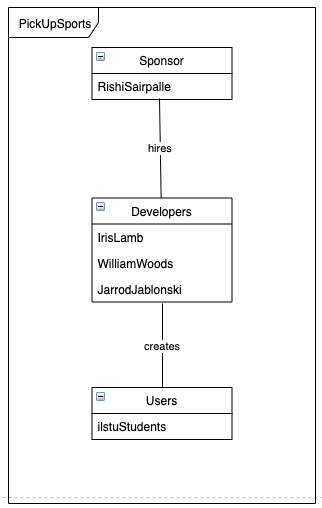 PickUpSports
Sponsor
RishiSairpalle
hires
Developers
IrisLamb
WilliamWoods
JarrodJablonski
creates
Users
ilstuStudents